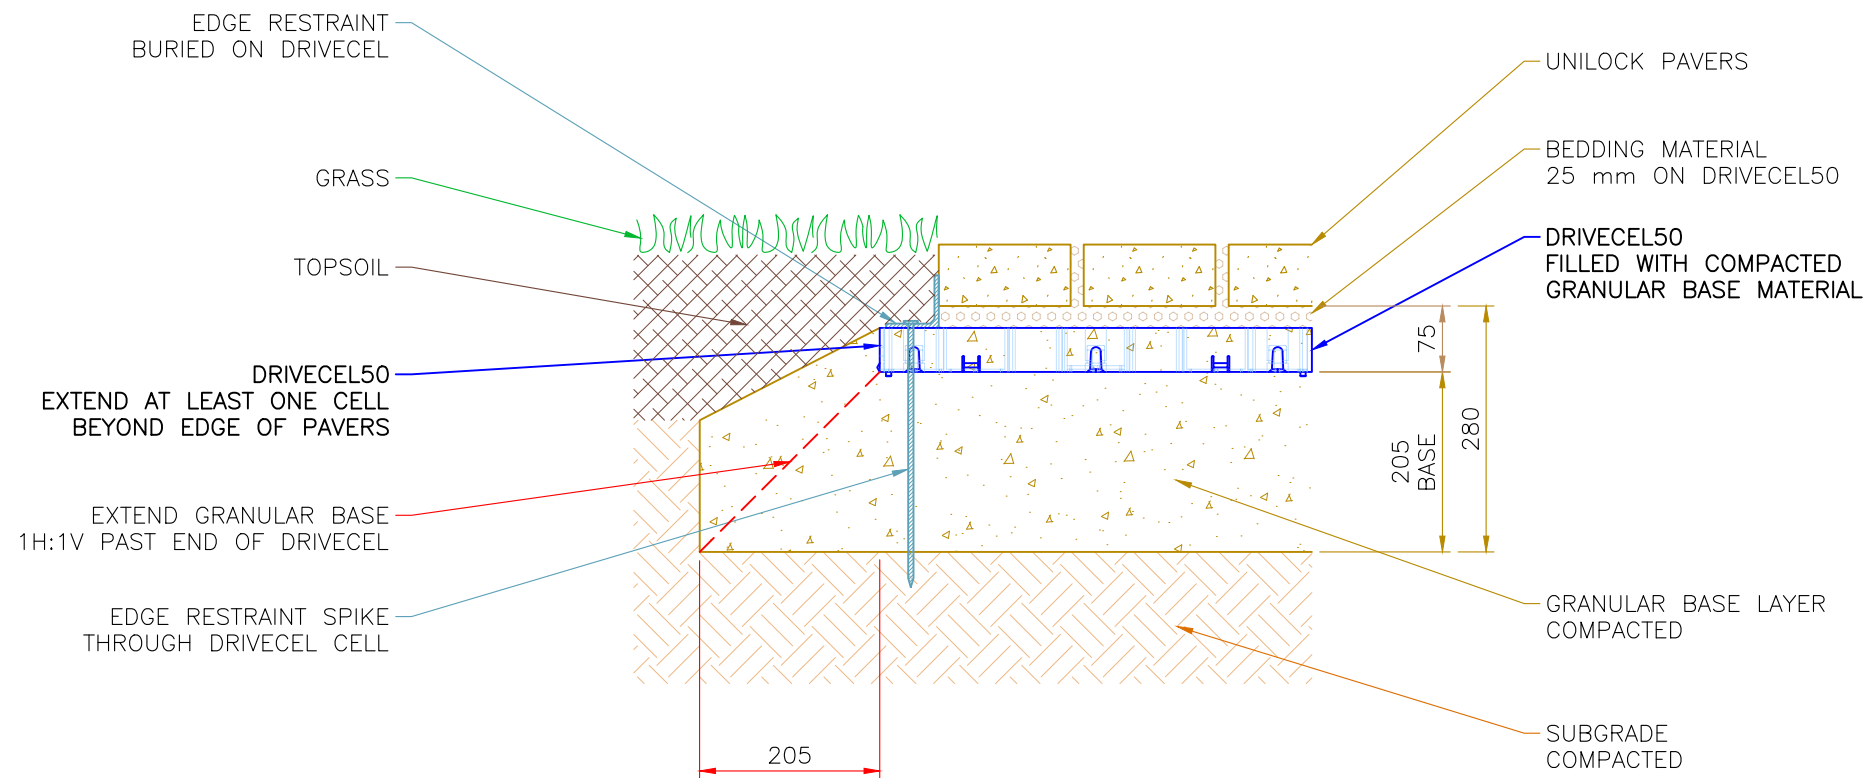 EDGE RESTRAINT
BURIED ON DRIVECEL
GRASS
TOPSOIL
DRIVECEL50
EXTEND AT LEAST ONE CELL
BEYOND EDGE OF PAVERS
EXTEND GRANULAR BASE
1H:1V PAST END OF DRIVECEL
EDGE RESTRAINT SPIKE
THROUGH DRIVECEL CELL
UNILOCK PAVERS
BEDDING MATERIAL
25 mm ON DRIVECEL50
DRIVECEL50
FILLED WITH COMPACTED
GRANULAR BASE MATERIAL
75
205
BASE
280
GRANULAR BASE LAYER
COMPACTED
SUBGRADE
COMPACTED
205